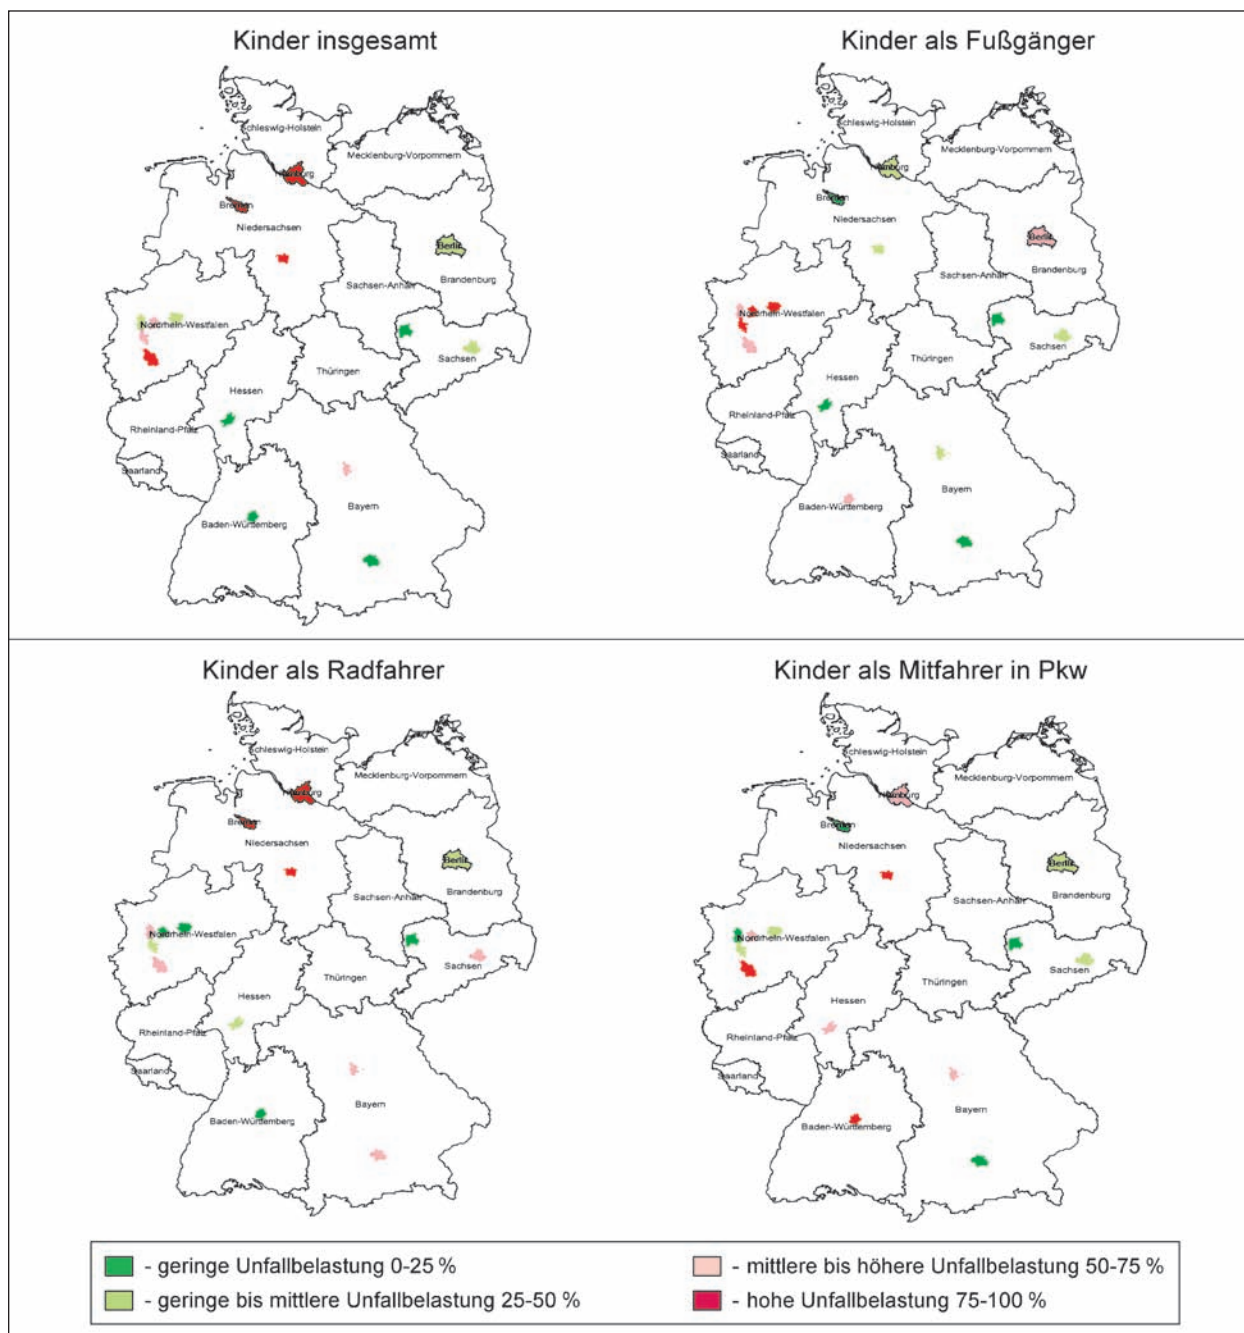 Kinder insgesamt
Schleswig-Holstein
Mecklenburg-Vorpommern
Hamburg
Bremen
Niedersachsen
Berlin
Brandenburg
Sachsen-Anhalt
Nordrhein-Westfalen
Sachsen
Thüringen
Hessen
Rheinland-Pfalz
Saarland
Bayern
Baden-Württemberg
Kinder als Fußgänger
Schleswig-Holstein
Mecklenburg-Vorpommern
Hamburg
Bremen
Niedersachsen
Berlin
Brandenburg
Sachsen-Anhalt
Nordrhein-Westfalen
Sachsen
Thüringen
Hessen
Rheinland-Pfalz
Saarland
Bayern
Baden-Württemberg
Kinder als Radfahrer
Schleswig-Holstein
Mecklenburg-Vorpommern
Hamburg
Bremen
Niedersachsen
Berlin
Brandenburg
Sachsen-Anhalt
Nordrhein-Westfalen
Sachsen
Thüringen
Hessen
Rheinland-Pfalz
Saarland
Bayern
Baden-Württemberg
Kinder als Mitfahrer in Pkw
Schleswig-Holstein
Mecklenburg-Vorpommern
Hamburg
Bremen
Niedersachsen
Berlin
Brandenburg
Sachsen-Anhalt
Nordrhein-Westfalen
Sachsen
Thüringen
Hessen
Rheinland-Pfalz
Saarland
Bayern
Baden-Württemberg
- geringe Unfallbelastung 0-25 %
- geringe bis mittlere Unfallbelastung 25-50 %
- mittlere bis höhere Unfallbelastung 50-75 %
- hohe Unfallbelastung 75-100 %